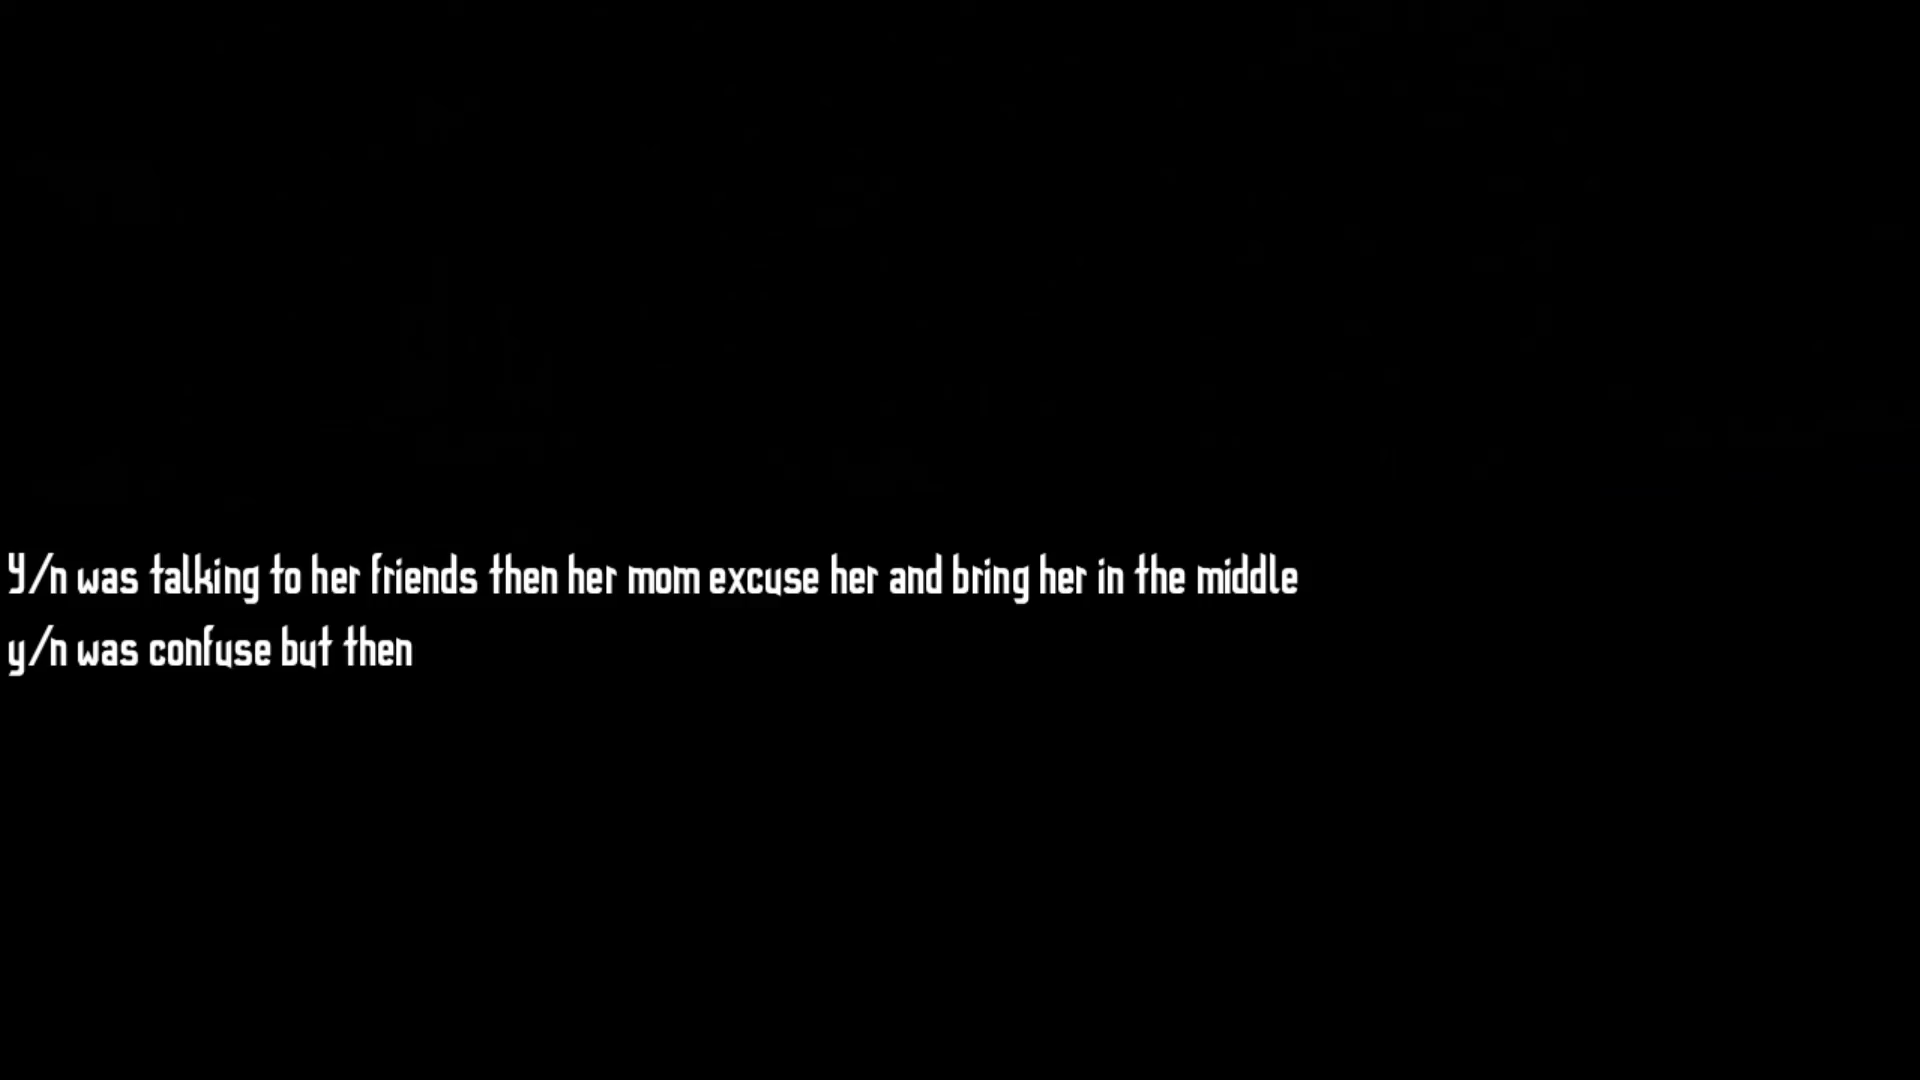 Y/n was talking to her friends then her mom excuse her and bring her in the middle
y/n was confuse but then